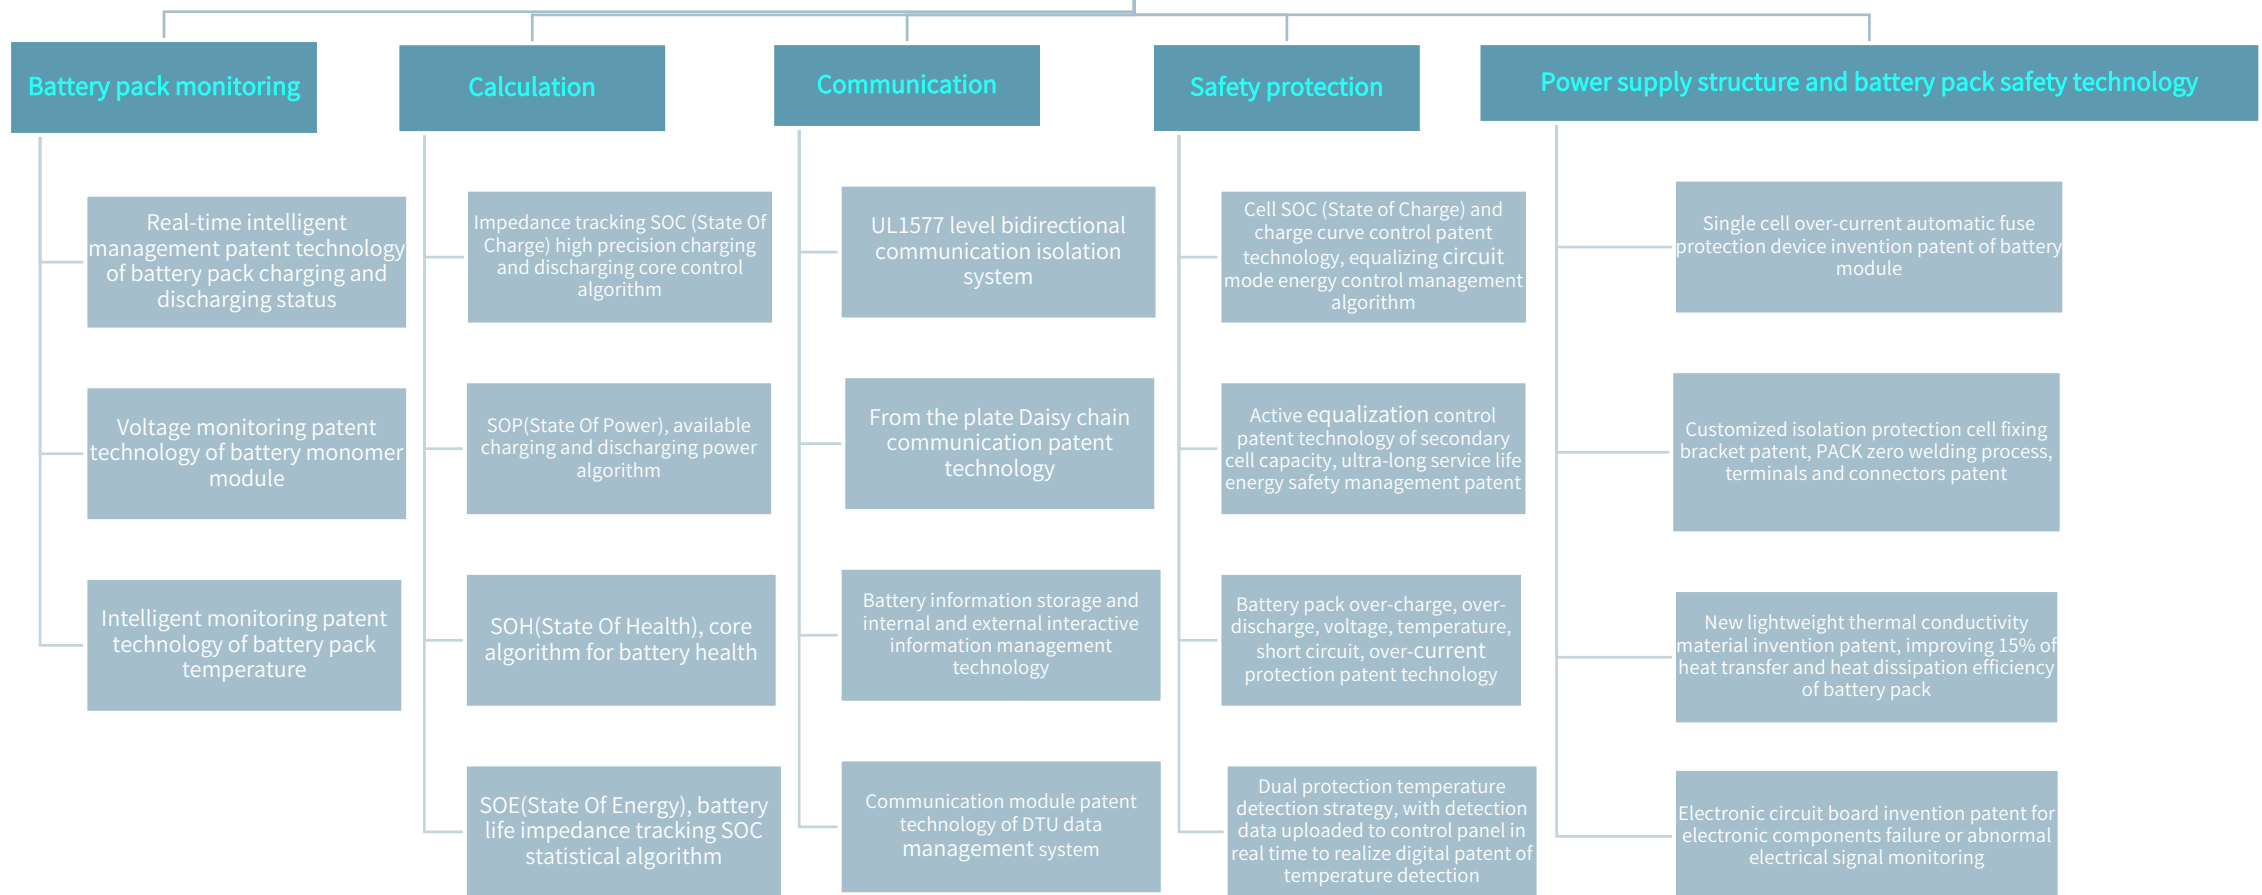 Battery pack monitoring
Real-time intelligent
management patent technology
of battery pack charging and
discharging status
Voltage monitoring patent
technology of battery monomer
module
Intelligent monitoring patent
technology of battery pack
temperature
Calculation
Impedance tracking SOC (State Of
Charge) high precision charging
and discharging core control
algorithm
SOP(State Of Power), available
charging and discharging power
algorithm
SOH(State Of Health), core
algorithm for battery health
SOE(State Of Energy), battery
life impedance tracking SOC
statistical algorithm
Communication
UL1577 level bidirectional
communication isolation
system
From the plate Daisy chain
communication patent
technology
Battery information storage and
internal and external interactive
information management
technology
Communication module patent
technology of DTU data
management system
Safety protection
Cell SOC (State of Charge) and
charge curve control patent
technology, equalizing circuit
mode energy control management
algorithm
Active equalization control
patent technology of secondary
cell capacity, ultra-long service life
energy safety management patent
Battery pack over-charge, over-
discharge, voltage, temperature,
short circuit, over-current
protection patent technology
Dual protection temperature
detection strategy, with detection
data uploaded to control panel in
real time to realize digital patent of
temperature detection
Power supply structure and battery pack safety technology
Single cell over-current automatic fuse
protection device invention patent of battery
module
Customized isolation protection cell fixing
bracket patent, PACK zero welding process,
terminals and connectors patent
New lightweight thermal conductivity
material invention patent, improving 15% of
heat transfer and heat dissipation efficiency
of battery pack
Electronic circuit board invention patent for
electronic components failure or abnormal
electrical signal monitoring